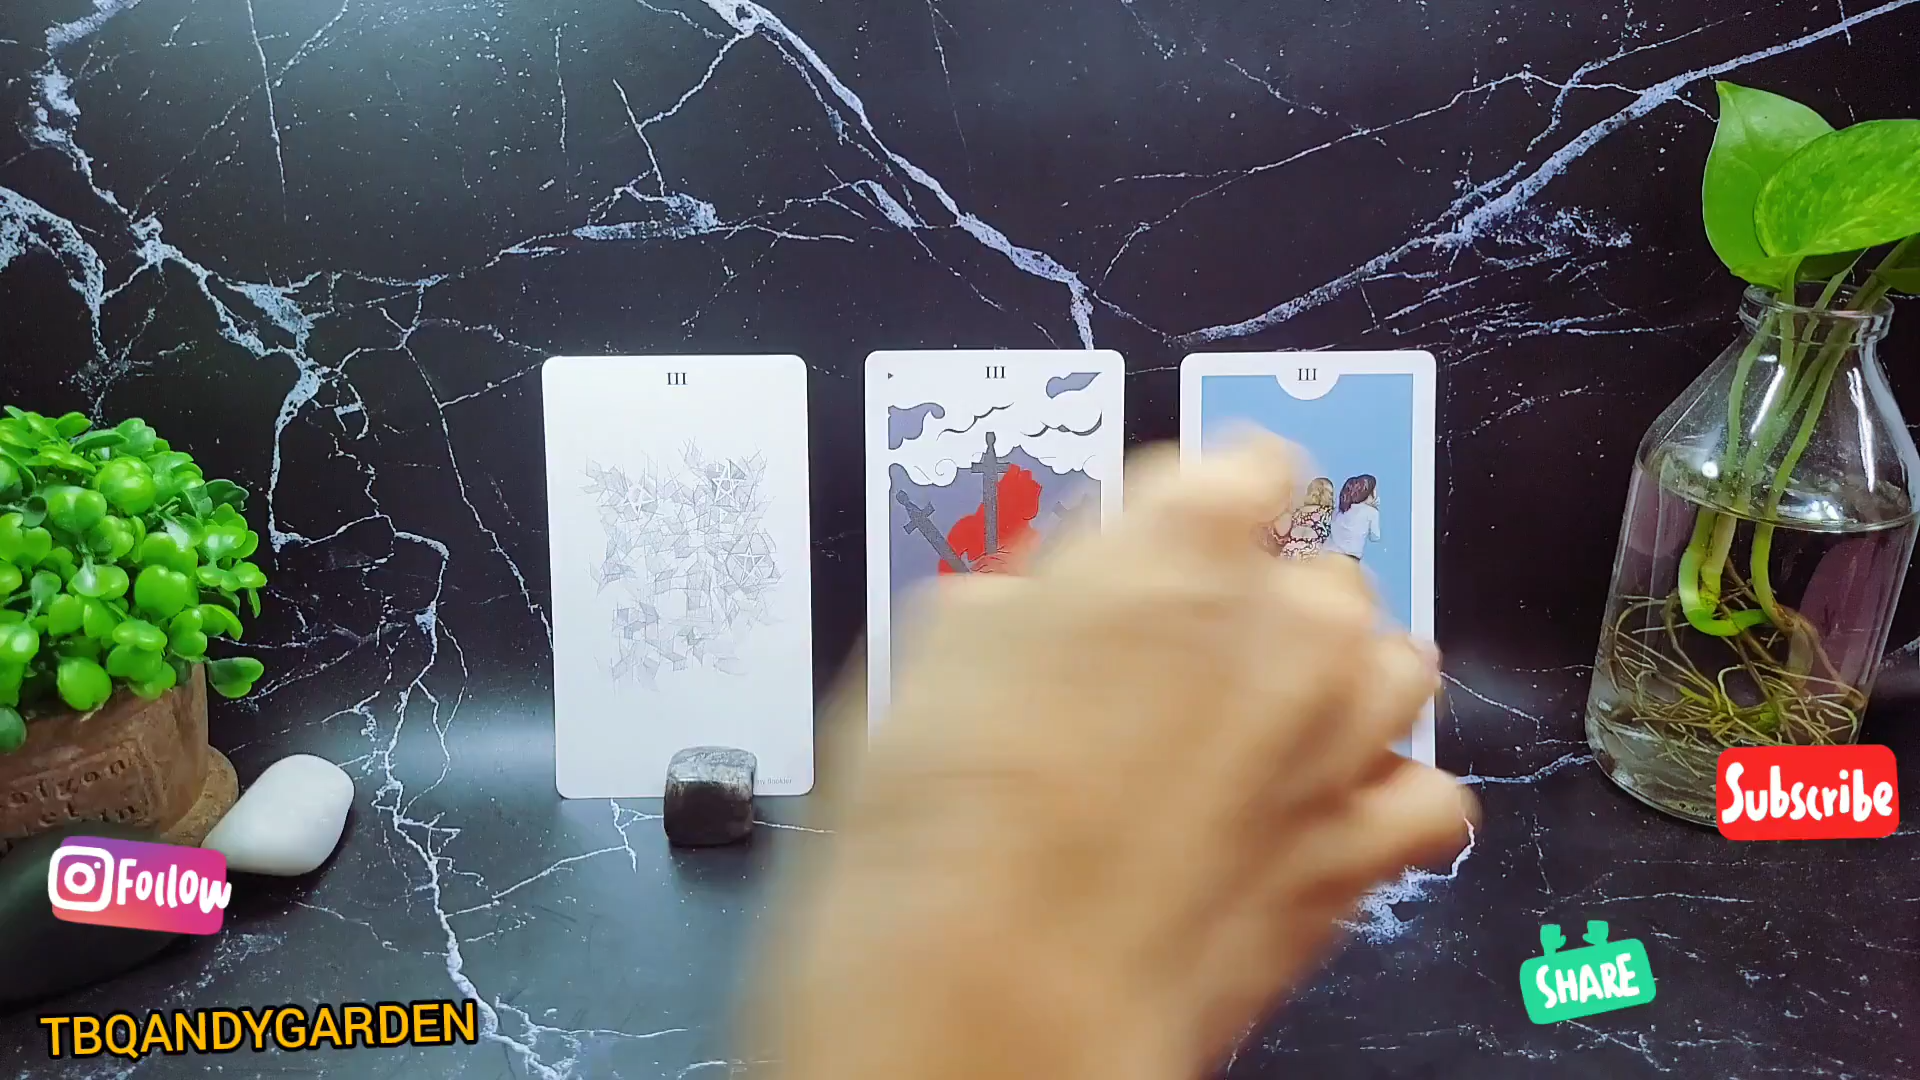 III
III
III
Follow
Subscribe
SHARE
TBQANDYGARDEN